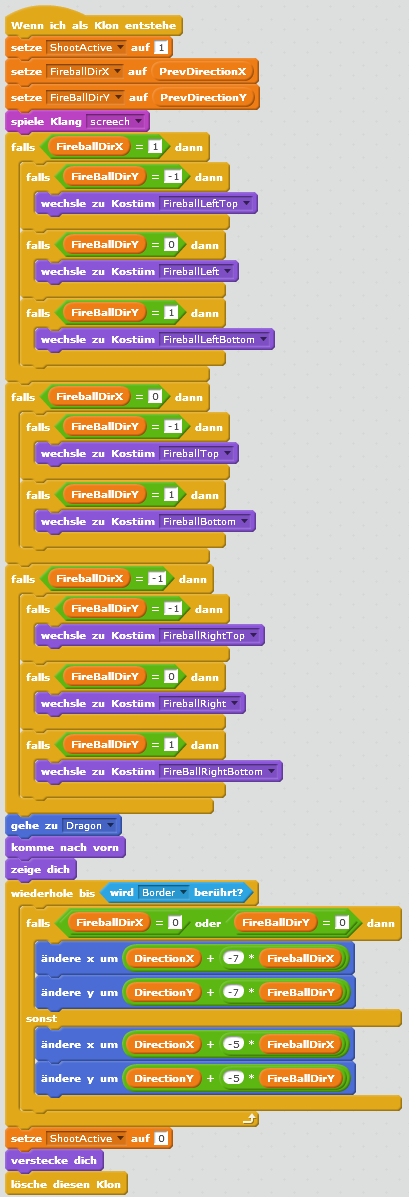 Wenn ich als Klon entstehe
setze ShootActive auf 1
setze FireballDirX auf PrevDirectionX
setze FireBallDirY auf PrevDirectionY
spiele Klang screech
falls FireballDirX = 1 dann
falls FireBallDirY = -1 dann
wechsle zu Kostüm FireballLeftTop
falls FireBallDirY = 0 dann
wechsle zu Kostüm FireballLeft
falls FireBallDirY = 1 dann
wechsle zu Kostüm FireballLeftBottom
falls FireballDirX = 0 dann
falls FireBallDirY = -1 dann
wechsle zu Kostüm FireballTop
falls FireBallDirY = 1 dann
wechsle zu Kostüm FireballBottom
falls FireballDirX = -1 dann
falls FireBallDirY = -1 dann
wechsle zu Kostüm FireballRightTop
falls FireBallDirY = 0 dann
wechsle zu Kostüm FireballRight
falls FireBallDirY = 1 dann
wechsle zu Kostüm FireBallRightBottom
gehe zu Dragon
komme nach vorn
zeige dich
wiederhole bis wird Border berührt?
falls FireballDirX = 0 oder FireBallDirY = 0 dann
ändere x um DirectionX + -7 * FireballDirX
ändere y um DirectionY + -7 * FireBallDirY
sonst
ändere x um DirectionX + -5 * FireballDirX
ändere y um DirectionY + -5 * FireBallDirY
setze ShootActive auf 0
verstecke dich
lösche diesen Klon